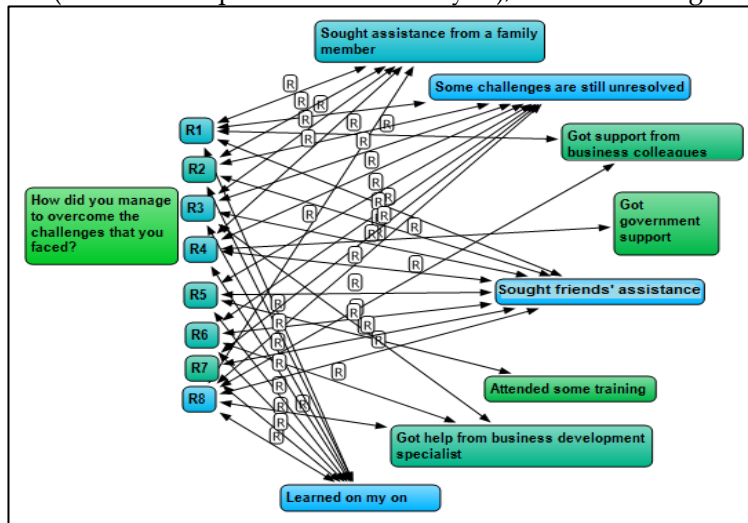 Sought assistance from a family
member
Some challenges are still unresolved
R
R
R
R
R
R
R
R
R1
Got support from
business colleagues
R
R2
R
R
R
How did you manage
to overcome the
challenges that you
faced?
R3
R
R
R
R
Got
government
support
R4
R
R
R
Sought friends' assistance
R5
R
R
R
R
R
R6
R
R
R7
R
R
R8
R
R
R
R
R
Attended some training
Got help from business development
specialist
Learned on my on